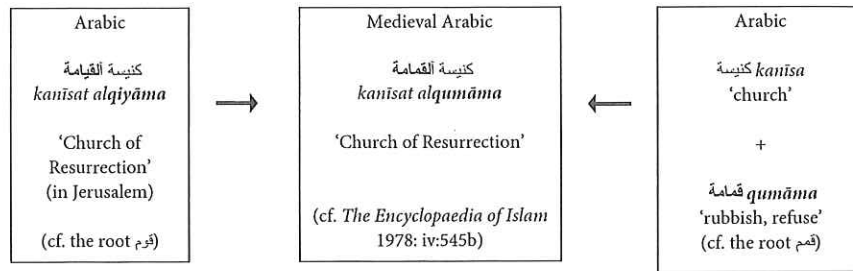 Arabic
كنيسة ألقيامة
kanīsat alqiyāma
‘Church of
Resurrection’
(in Jerusalem)
(cf. the root قوم)
Medieval Arabic
كنيسة ألقمامة
kanīsat alqumāma
‘Church of Resurrection’
(cf. The Encyclopaedia of Islam
1978: iv:545b)
Arabic
كنيسة kanīsa
‘church’
+
قمامة qumāma
‘rubbish, refuse’
(cf. the root قمم)